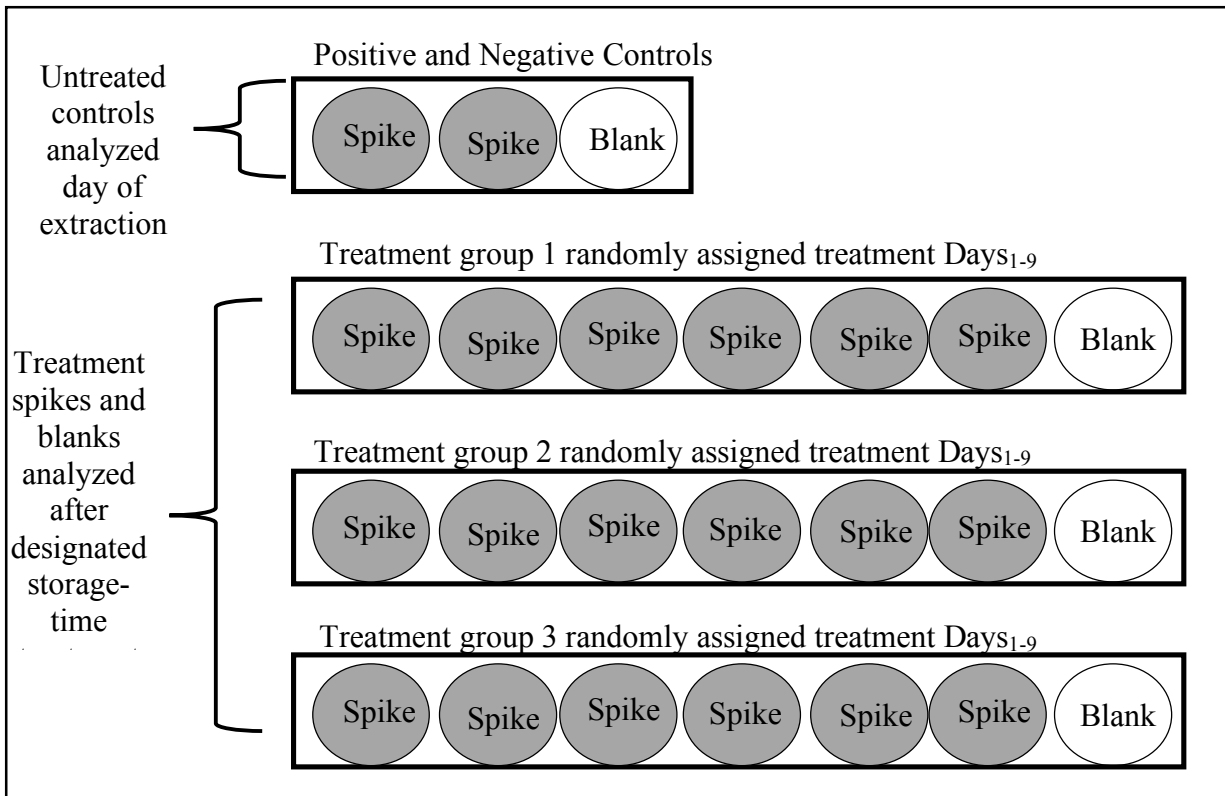 Positive and Negative Controls
Untreated
controls
analyzed
day of
extraction
Spike Spike Blank
Treatment group 1 randomly assigned treatment Days1-9
Spike Spike Spike Spike Spike Spike Blank
Treatment
spikes and
blanks
analyzed
after
designated
storage-
time
Treatment group 2 randomly assigned treatment Days1-9
Spike Spike Spike Spike Spike Spike Blank
Treatment group 3 randomly assigned treatment Days1-9
Spike Spike Spike Spike Spike Spike Blank